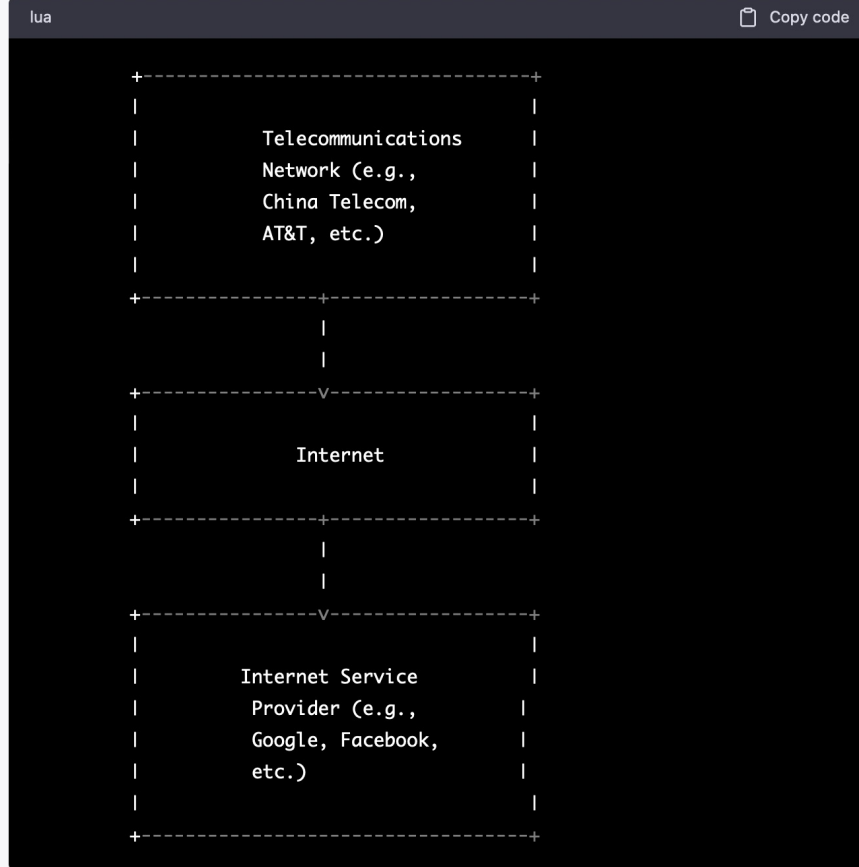 lua
Copy code
Telecommunications
Network (e.g.,
China Telecom,
AT&T, etc.)
Internet
Internet Service
Provider (e.g.,
Google, Facebook,
etc.)